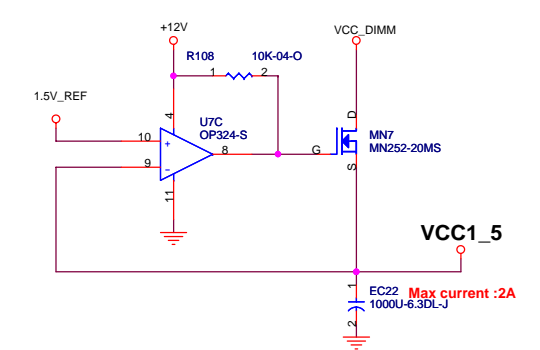 +12V
VCC_DIMM
R108 10K-04-O
1 2
1.5V_REF
4
U7C
OP324-S
D
10 +
8
G
MN7
MN252-20MS
9 -
S
11
VCC1_5
1
EC22 Max current :2A
1000U-6.3DL-J
2